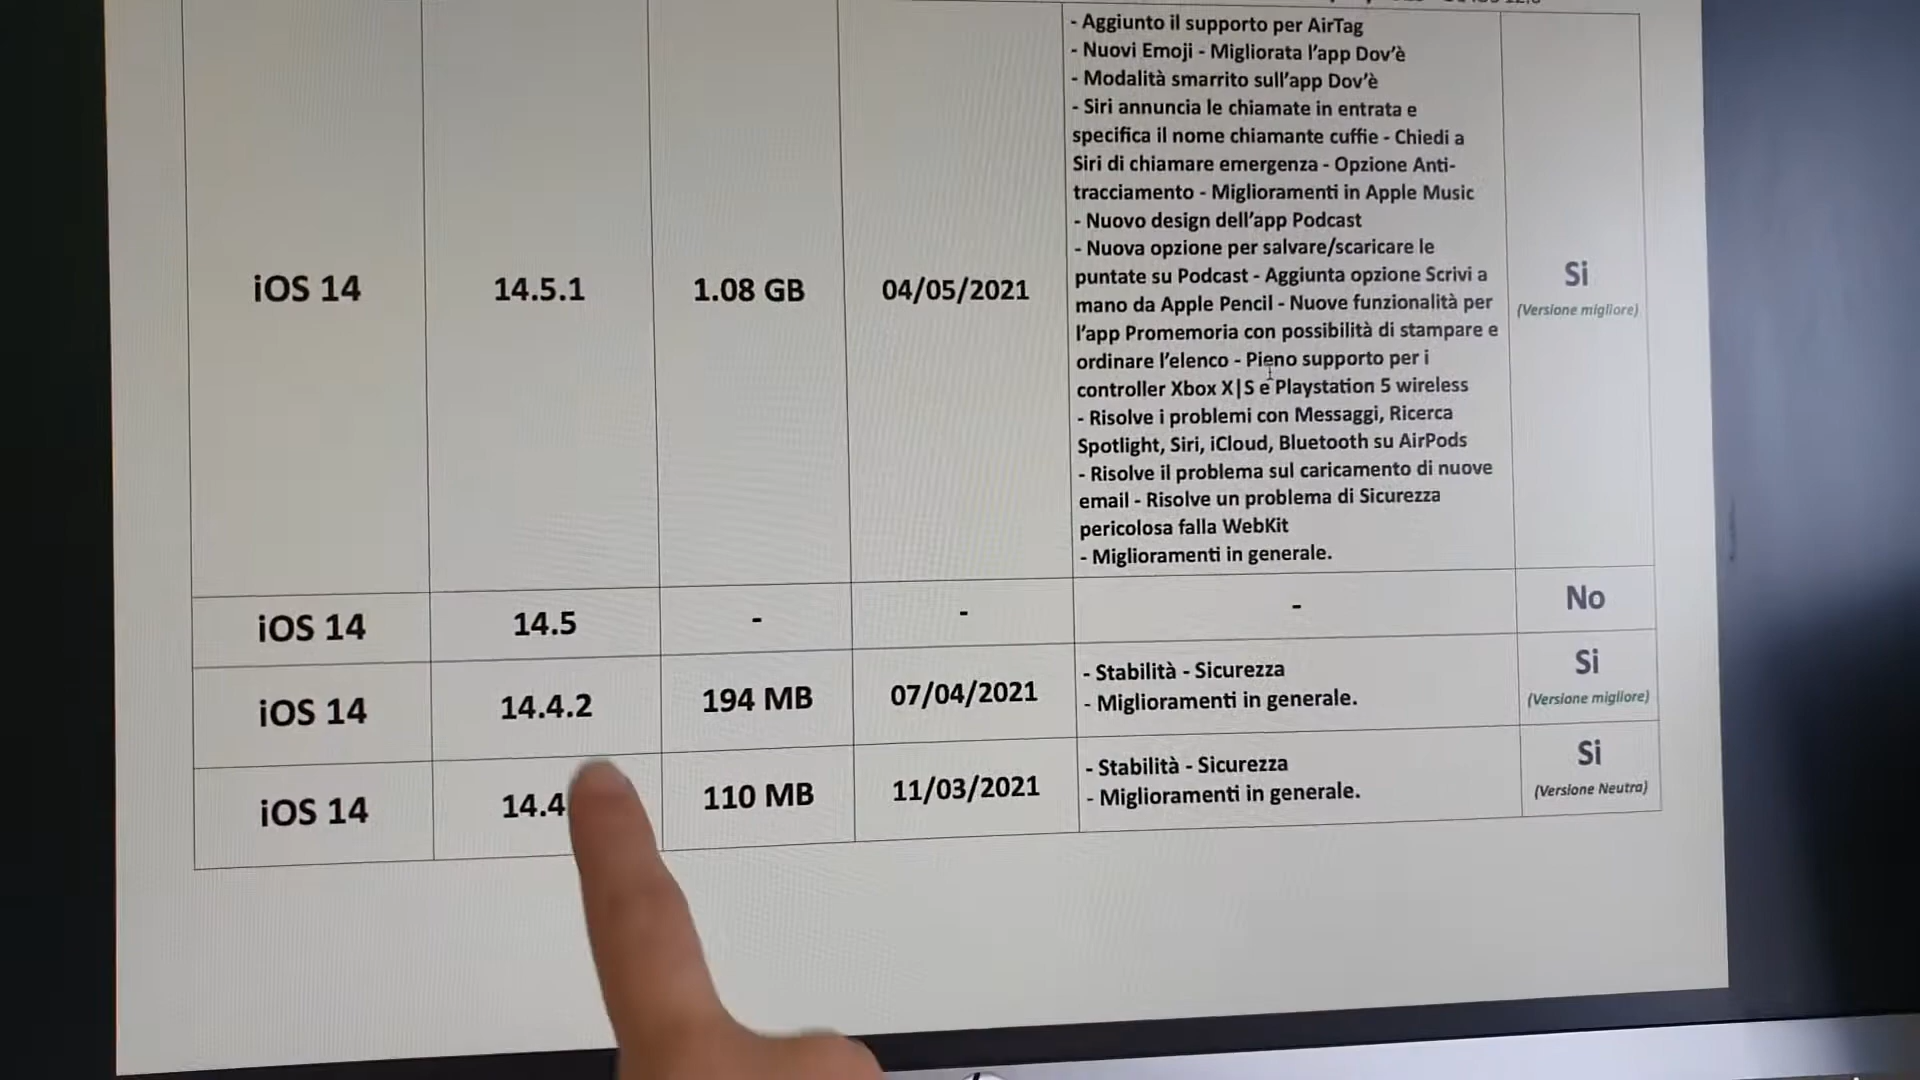 - Aggiunto il supporto per AirTag
- Nuovi Emoji - Migliorata l'app Dov'è
- Modalità smarrito sull'app Dov'è
- Siri annuncia le chiamate in entrata e
specifica il nome chiamante cuffie - Chiedi a
Siri di chiamare emergenza - Opzione Anti-
tracciamento - Miglioramenti in Apple Music
- Nuovo design dell'app Podcast
- Nuova opzione per salvare/scaricare le
puntate su Podcast - Aggiunta opzione Scrivi a
mano da Apple Pencil - Nuove funzionalità per
l'app Promemoria con possibilità di stampare e
ordinare l'elenco - Pieno supporto per i
controller Xbox X|S e Playstation 5 wireless
- Risolve i problemi con Messaggi, Ricerca
Spotlight, Siri, iCloud, Bluetooth su AirPods
- Risolve il problema sul caricamento di nuove
email - Risolve un problema di Sicurezza
pericolosa falla WebKit
- Miglioramenti in generale.
iOS 14
14.5.1
1.08 GB
04/05/2021
Si
(Versione migliore)
iOS 14
14.5
-
-
-
No
iOS 14
14.4.2
194 MB
07/04/2021
- Stabilità - Sicurezza
- Miglioramenti in generale.
Si
(Versione migliore)
iOS 14
14.4
110 MB
11/03/2021
- Stabilità - Sicurezza
- Miglioramenti in generale.
Si
(Versione Neutra)